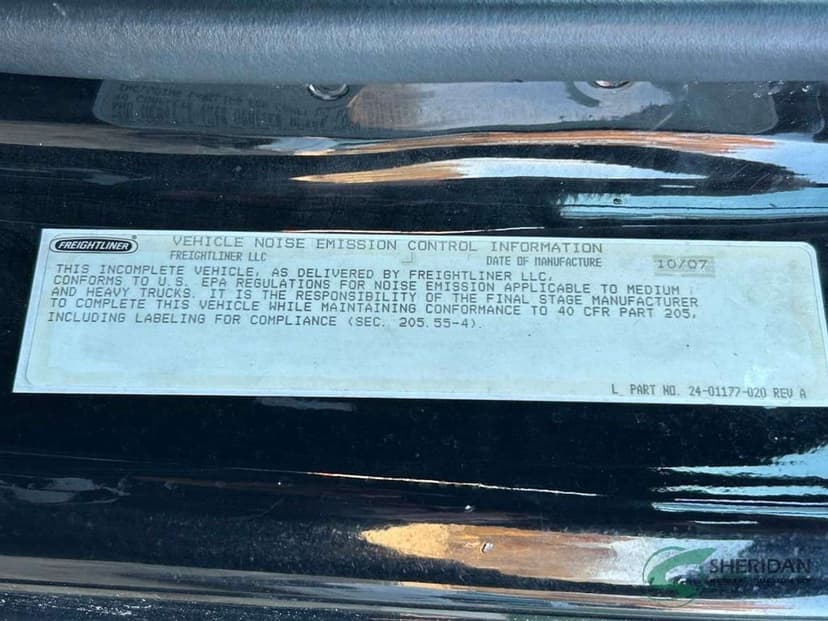 FREIGHTLINER
VEHICLE NOISE EMISSION CONTROL INFORMATION
FREIGHTLINER LLC DATE OF MANUFACTURE 10/07
THIS INCOMPLETE VEHICLE, AS DELIVERED BY FREIGHTLINER LLC,
CONFORMS TO U.S. EPA REGULATIONS FOR NOISE EMISSION APPLICABLE TO MEDIUM
AND HEAVY TRUCKS. IT IS THE RESPONSIBILITY OF THE FINAL STAGE MANUFACTURER
TO COMPLETE THIS VEHICLE WHILE MAINTAINING CONFORMANCE TO 40 CFR PART 205,
INCLUDING LABELING FOR COMPLIANCE (SEC. 205.55-4).
L PART NO. 24-01177-020 REV A
SHERIDAN